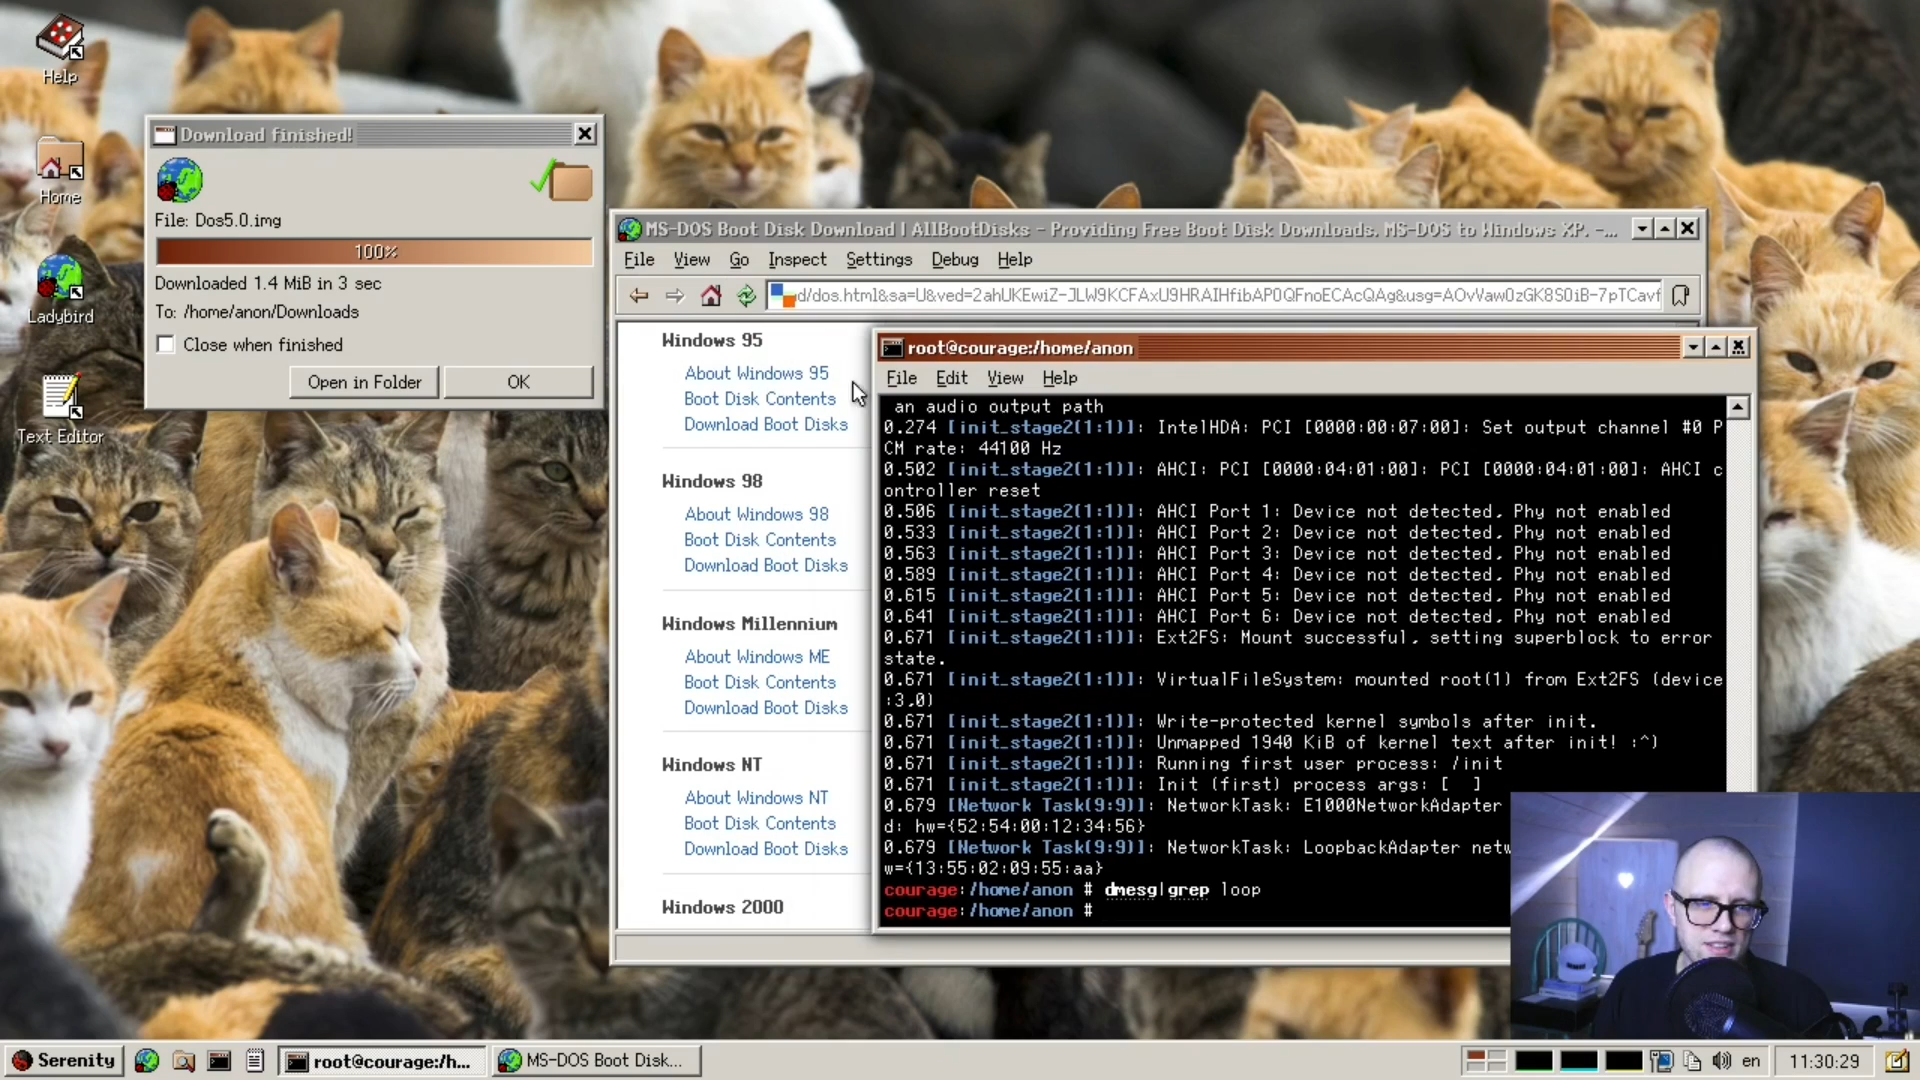 Help
Home
Ladybird
Text Editor
Download finished!
File: Dos5.0.img
100%
Downloaded 1.4 MiB in 3 sec
To: /home/anon/Downloads
Close when finished
Open in Folder
OK
MS-DOS Boot Disk Download | AllBootDisks - Providing Free Boot Disk Downloads, MS-DOS to Windows XP. -...
File View Go Inspect Settings Debug Help
d/dos.html&sa=U&ved=2ahUKEwiZ-JLW9KCFAxU9HRAIHfibAP0QFnoECAcQAg&usg=AOvVaw0zGK8S0iB-7pTCavf
Windows 95
About Windows 95
Boot Disk Contents
Download Boot Disks
Windows 98
About Windows 98
Boot Disk Contents
Download Boot Disks
Windows Millennium
About Windows ME
Boot Disk Contents
Download Boot Disks
Windows NT
About Windows NT
Boot Disk Contents
Download Boot Disks
Windows 2000
root@courage:/home/anon
File Edit View Help
an audio output path
0.274 [init_stage2(1:1)]: IntelHDA: PCI [0000:00:07:00]: Set output channel #0 P
CM rate: 44100 Hz
0.502 [init_stage2(1:1)]: AHCI: PCI [0000:04:01:00]: PCI [0000:04:01:00]: AHCI c
ontroller reset
0.506 [init_stage2(1:1)]: AHCI Port 1: Device not detected, Phy not enabled
0.533 [init_stage2(1:1)]: AHCI Port 2: Device not detected, Phy not enabled
0.563 [init_stage2(1:1)]: AHCI Port 3: Device not detected, Phy not enabled
0.589 [init_stage2(1:1)]: AHCI Port 4: Device not detected, Phy not enabled
0.615 [init_stage2(1:1)]: AHCI Port 5: Device not detected, Phy not enabled
0.641 [init_stage2(1:1)]: AHCI Port 6: Device not detected, Phy not enabled
0.671 [init_stage2(1:1)]: Ext2FS: Mount successful, setting superblock to error
state.
0.671 [init_stage2(1:1)]: VirtualFileSystem: mounted root(1) from Ext2FS (device
:3,0)
0.671 [init_stage2(1:1)]: Write-protected kernel symbols after init.
0.671 [init_stage2(1:1)]: Unmapped 1940 KiB of kernel text after init! :^)
0.671 [init_stage2(1:1)]: Running first user process: /init
0.671 [init_stage2(1:1)]: Init (first) process args: [ ]
0.679 [Network Task(9:9)]: NetworkTask: E1000NetworkAdapter
d: hw={52:54:00:12:34:56}
0.679 [Network Task(9:9)]: NetworkTask: LoopbackAdapter netw
w={13:55:02:09:55:aa}
courage:/home/anon # dmesg|grep loop
courage:/home/anon #
Serenity
root@courage:/h...
MS-DOS Boot Disk...
en
11:30:29